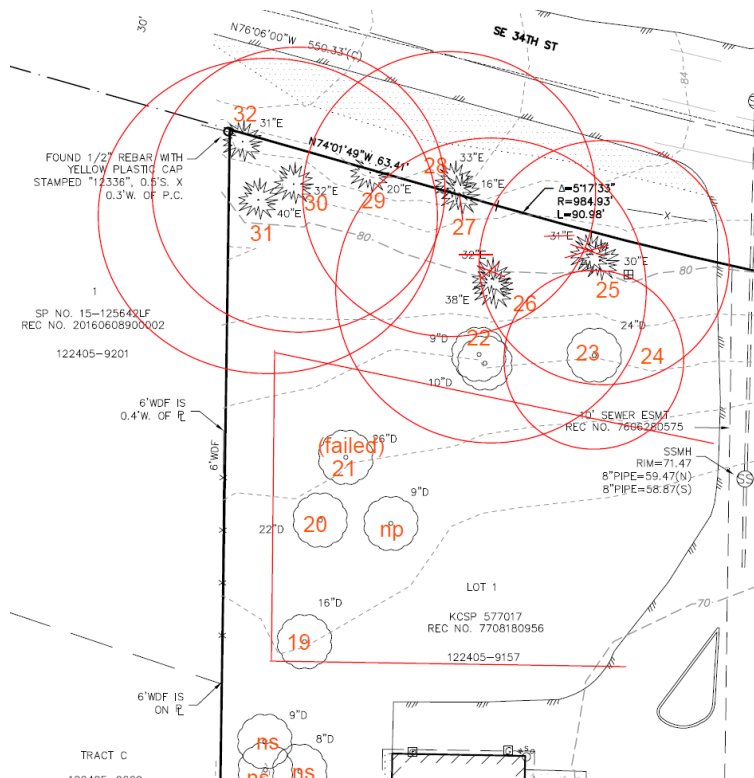 30'
N76°06'00"W 550.33'(C)
SE 34TH ST
84
32
31"E
N74°01'49"W 63.41'
FOUND 1/2" REBAR WITH
YELLOW PLASTIC CAP
STAMPED "12336", 0.5'S. X
0.3'W. OF P.C.
28
33"E
16"E
32"E
30
20"E
29
40"E
31
27
Δ=5°17'33"
R=984.93'
L=90.98'
X
80
31"E
32"E
30"E
80
25
38"E
26
1
SP NO. 15-125642LF
REC NO. 20160608900002
122405-9201
9"D
22
24"D
23
24
10"D
6'WDF IS
0.4'W. OF PL
6'WDF
10' SEWER ESMT
REC NO. 7606280575
(failed)
26"D
21
SSMH
RIM=71.47
8"PIPE=59.47(N)
8"PIPE=58.87(S)
SS
9"D
22"D
20
np
LOT 1
KCSP 577017
REC NO. 7708180956
122405-9157
70
16"D
19
6'WDF IS
ON PL
9"D
ns
8"D
ns
ns
G
TRACT C